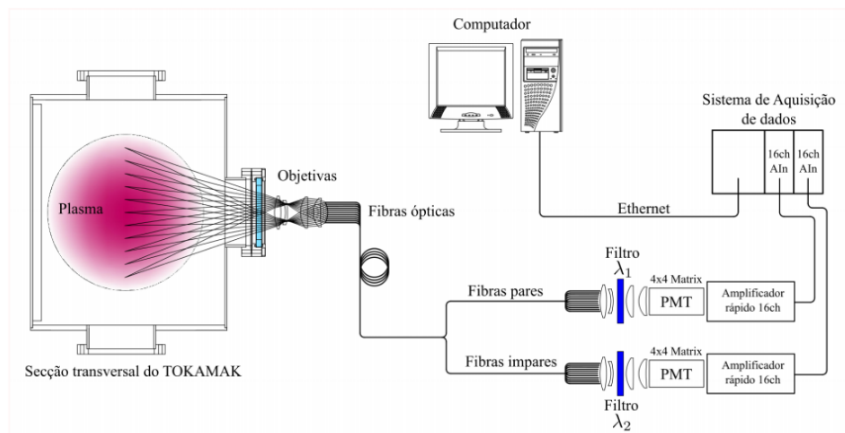 Computador
Sistema de Aquisição
de dados
16ch
AIn
16ch
AIn
Objetivas
Plasma
Fibras ópticas
Ethernet
Filtro
λ1
4x4 Matrix
Fibras pares
PMT
Amplificador
rápido 16ch
4x4 Matrix
Fibras impares
PMT
Amplificador
rápido 16ch
Secção transversal do TOKAMAK
Filtro
λ2